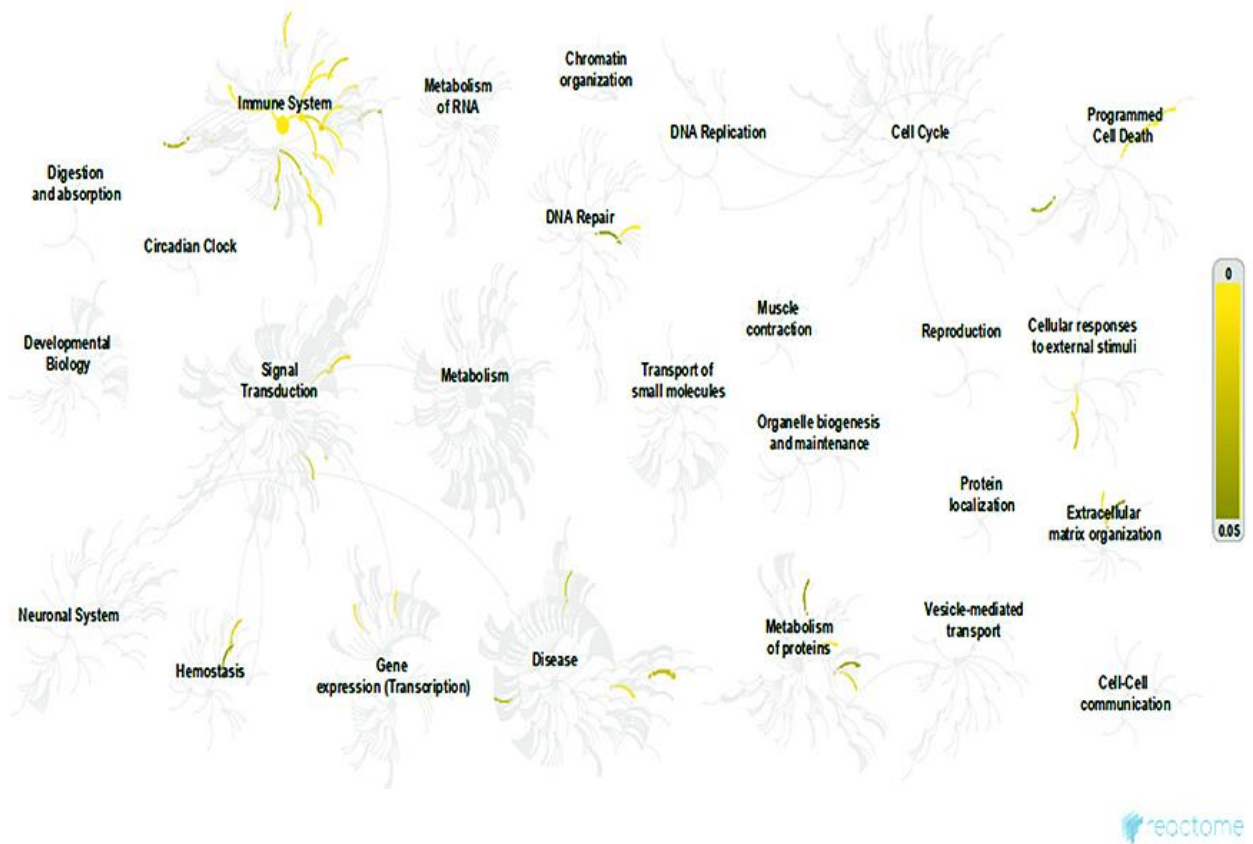 Immune System
Metabolism
of RNA
Chromatin
organization
DNA Replication
Cell Cycle
Programmed
Cell Death
Digestion
and absorption
Circadian Clock
DNA Repair
0
Developmental
Biology
Signal
Transduction
Metabolism
Transport of
small molecules
Muscle
contraction
Reproduction
Cellular responses
to external stimuli
Organelle biogenesis
and maintenance
Protein
localization
Extracellular
matrix organization
0.05
Neuronal System
Hemostasis
Gene
expression (Transcription)
Disease
Metabolism
of proteins
Vesicle-mediated
transport
Cell-Cell
communication
reactome